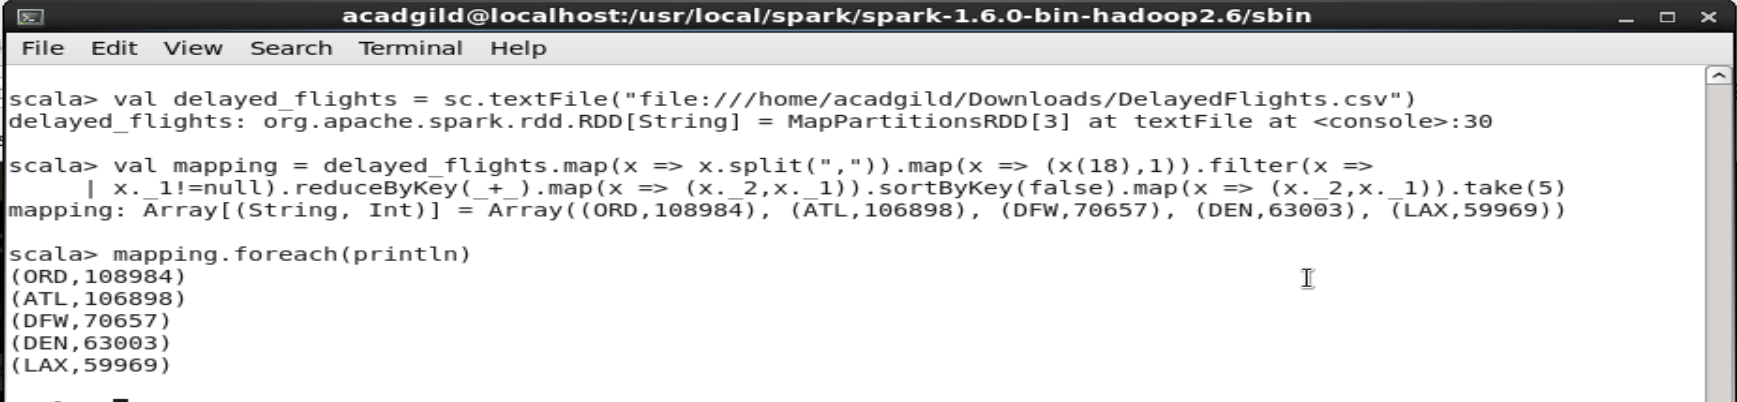 acadgild@localhost:/usr/local/spark/spark-1.6.0-bin-hadoop2.6/sbin
File Edit View Search Terminal Help
scala> val delayed_flights = sc.textFile("file:///home/acadgild/Downloads/DelayedFlights.csv")
delayed_flights: org.apache.spark.rdd.RDD[String] = MapPartitionsRDD[3] at textFile at <console>:30
scala> val mapping = delayed_flights.map(x => x.split(",")).map(x => (x(18),1)).filter(x =>
| x._1!=null).reduceByKey(_+_).map(x => (x._2,x._1)).sortByKey(false).map(x => (x._2,x._1)).take(5)
mapping: Array[(String, Int)] = Array((ORD,108984), (ATL,106898), (DFW,70657), (DEN,63003), (LAX,59969))
scala> mapping.foreach(println)
(ORD,108984)
(ATL,106898)
(DFW,70657)
(DEN,63003)
(LAX,59969)